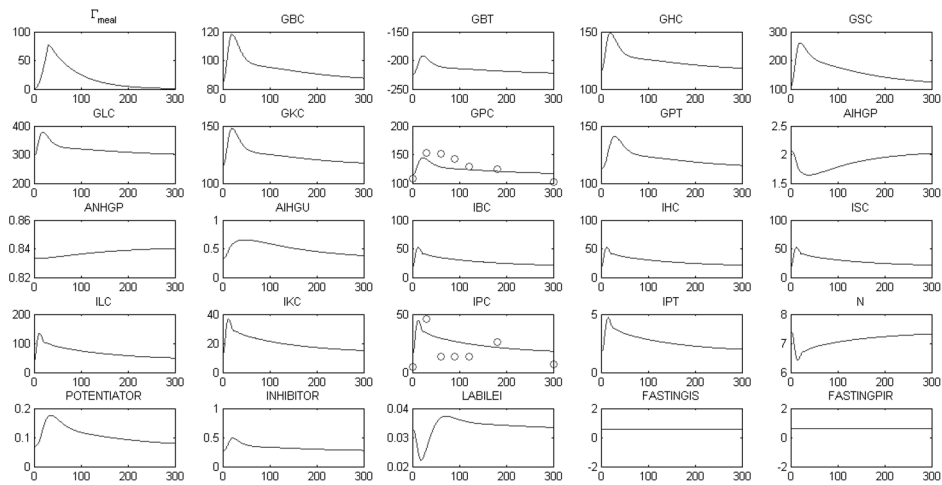 Γmeal
GBC
GBT
GHC
GSC
100
50
0
0 100 200 300
120
100
80
0 100 200 300
-150
-200
-250
0 100 200 300
150
100
0 100 200 300
300
200
100
0 100 200 300
GLC
GKC
GPC
GPT
AIHGP
400
300
200
0 100 200 300
150
100
0 100 200 300
200
150
100
0 100 200 300
150
100
0 100 200 300
2.5
2
1.5
0 100 200 300
ANHGP
AIHGU
IBC
IHC
ISC
0.86
0.84
0.82
0 100 200 300
1
0.5
0
0 100 200 300
100
50
0
0 100 200 300
100
50
0
0 100 200 300
100
50
0
0 100 200 300
ILC
IKC
IPC
IPT
N
200
100
0
0 100 200 300
40
20
0
0 100 200 300
50
0
0 100 200 300
5
0
0 100 200 300
8
7
6
0 100 200 300
POTENTIATOR
INHIBITOR
LABILEI
FASTINGIS
FASTINGPIR
0.2
0.1
0
0 100 200 300
1
0.5
0
0 100 200 300
0.04
0.03
0.02
0 100 200 300
2
0
-2
0 100 200 300
2
0
-2
0 100 200 300